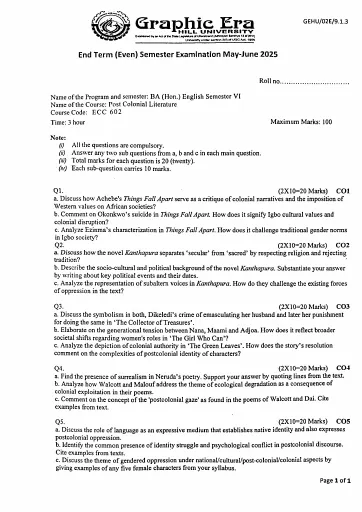 GEHU/02E/9.1.3
Graphic Era
HILL UNIVERSITY
End Term (Even) Semester Examination May-June 2025
Roll no..............................
Name of the Program and semester: BA (Hon.) English Semester VI
Name of the Course: Post Colonial Literature
Course Code: ECC 602
Time: 3 hour Maximum Marks: 100
Note:
(i) All the questions are compulsory.
(ii) Answer any two sub questions from a, b and c in each main question.
(iii) Total marks for each question is 20 (twenty).
(iv) Each sub-question carries 10 marks.
Q1. (2X10=20 Marks) CO1
a. Discuss how Achebe's Things Fall Apart serve as a critique of colonial narratives and the imposition of
Western values on African societies?
b. Comment on Okonkwo's suicide in Things Fall Apart. How does it signify Igbo cultural values and
colonial disruption?
c. Analyze Ezinma's characterization in Things Fall Apart. How does it challenge traditional gender norms
in Igbo society?
Q2. (2X10=20 Marks) CO2
a. Discuss how the novel Kanthapura separates 'secular' from 'sacred' by respecting religion and rejecting
tradition?
b. Describe the socio-cultural and political background of the novel Kanthapura. Substantiate your answer
by writing about key political events and their dates.
c. Analyze the representation of subaltern voices in Kanthapura. How do they challenge the existing forces
of oppression in the text?
Q3. (2X10=20 Marks) CO3
a. Discuss the symbolism in both, Dikeledi's crime of emasculating her husband and later her punishment
for doing the same in 'The Collector of Treasures'.
b. Elaborate on the generational tension between Nana, Maami and Adjoa. How does it reflect broader
societal shifts regarding women's roles in 'The Girl Who Can'?
c. Analyze the depiction of colonial authority in 'The Green Leaves'. How does the story's resolution
comment on the complexities of postcolonial identity of characters?
Q4. (2X10=20 Marks) CO4
a. Find the presence of surrealism in Neruda's poetry. Support your answer by quoting lines from the text.
b. Analyze how Walcott and Malouf address the theme of ecological degradation as a consequence of
colonial exploitation in their poems.
c. Comment on the concept of the 'postcolonial gaze' as found in the poems of Walcott and Dai. Cite
examples from text.
Q5. (2X10=20 Marks) CO5
a. Discuss the role of language as an expressive medium that establishes native identity and also expresses
postcolonial oppression.
b. Identify the common presence of identity struggle and psychological conflict in postcolonial discourse.
Cite examples from texts.
c. Discuss the theme of gendered oppression under national/cultural/post-colonial/colonial aspects by
giving examples of any five female characters from your syllabus.
Page 1 of 1